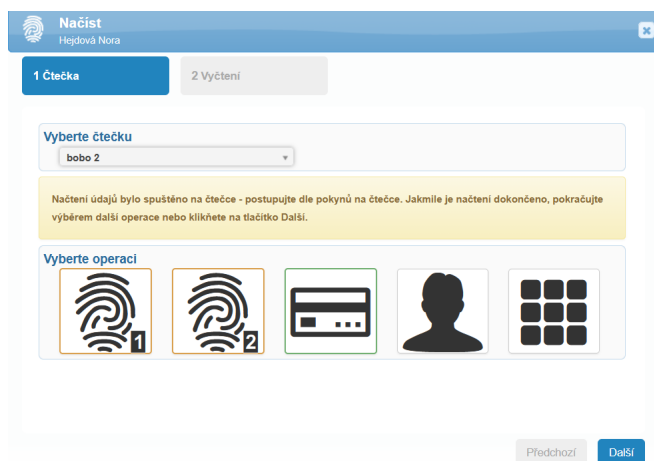 Načíst
Hejdová Nora
1 Čtečka
2 Vyčtení
Vyberte čtečku
bobo 2
Načtení údajů bylo spuštěno na čtečce - postupujte dle pokynů na čtečce. Jakmile je načtení dokončeno, pokračujte
výběrem další operace nebo klikňete na tlačítko Další.
Vyberte operaci
1
2
Předchozí
Další